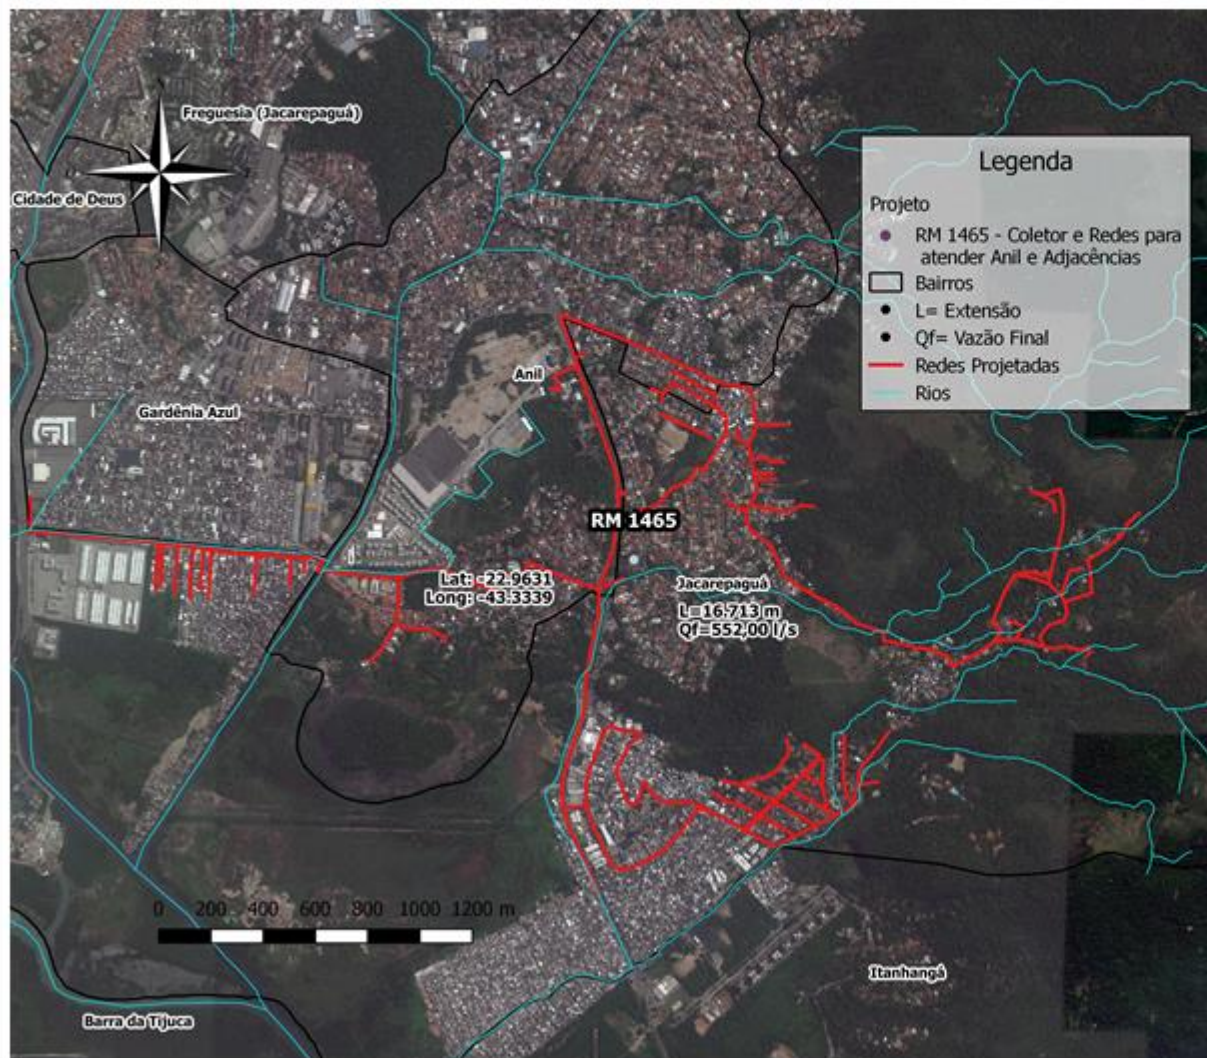 Freguesia (Jacarepaguá)
Cidade de Deus
Legenda
Projeto
RM 1465 - Coletor e Redes para
atender Anil e Adjacências
Bairros
L= Extensão
Qf= Vazão Final
Redes Projetadas
Rios
Anil
Gardênia Azul
RM 1465
Lat: -22.9631
Long: -43.3339
Jacarepaguá
L=16.713 m
Qf=552,00 l/s
0 200 400 600 800 1000 1200 m
Itanhangá
Barra da Tijuca